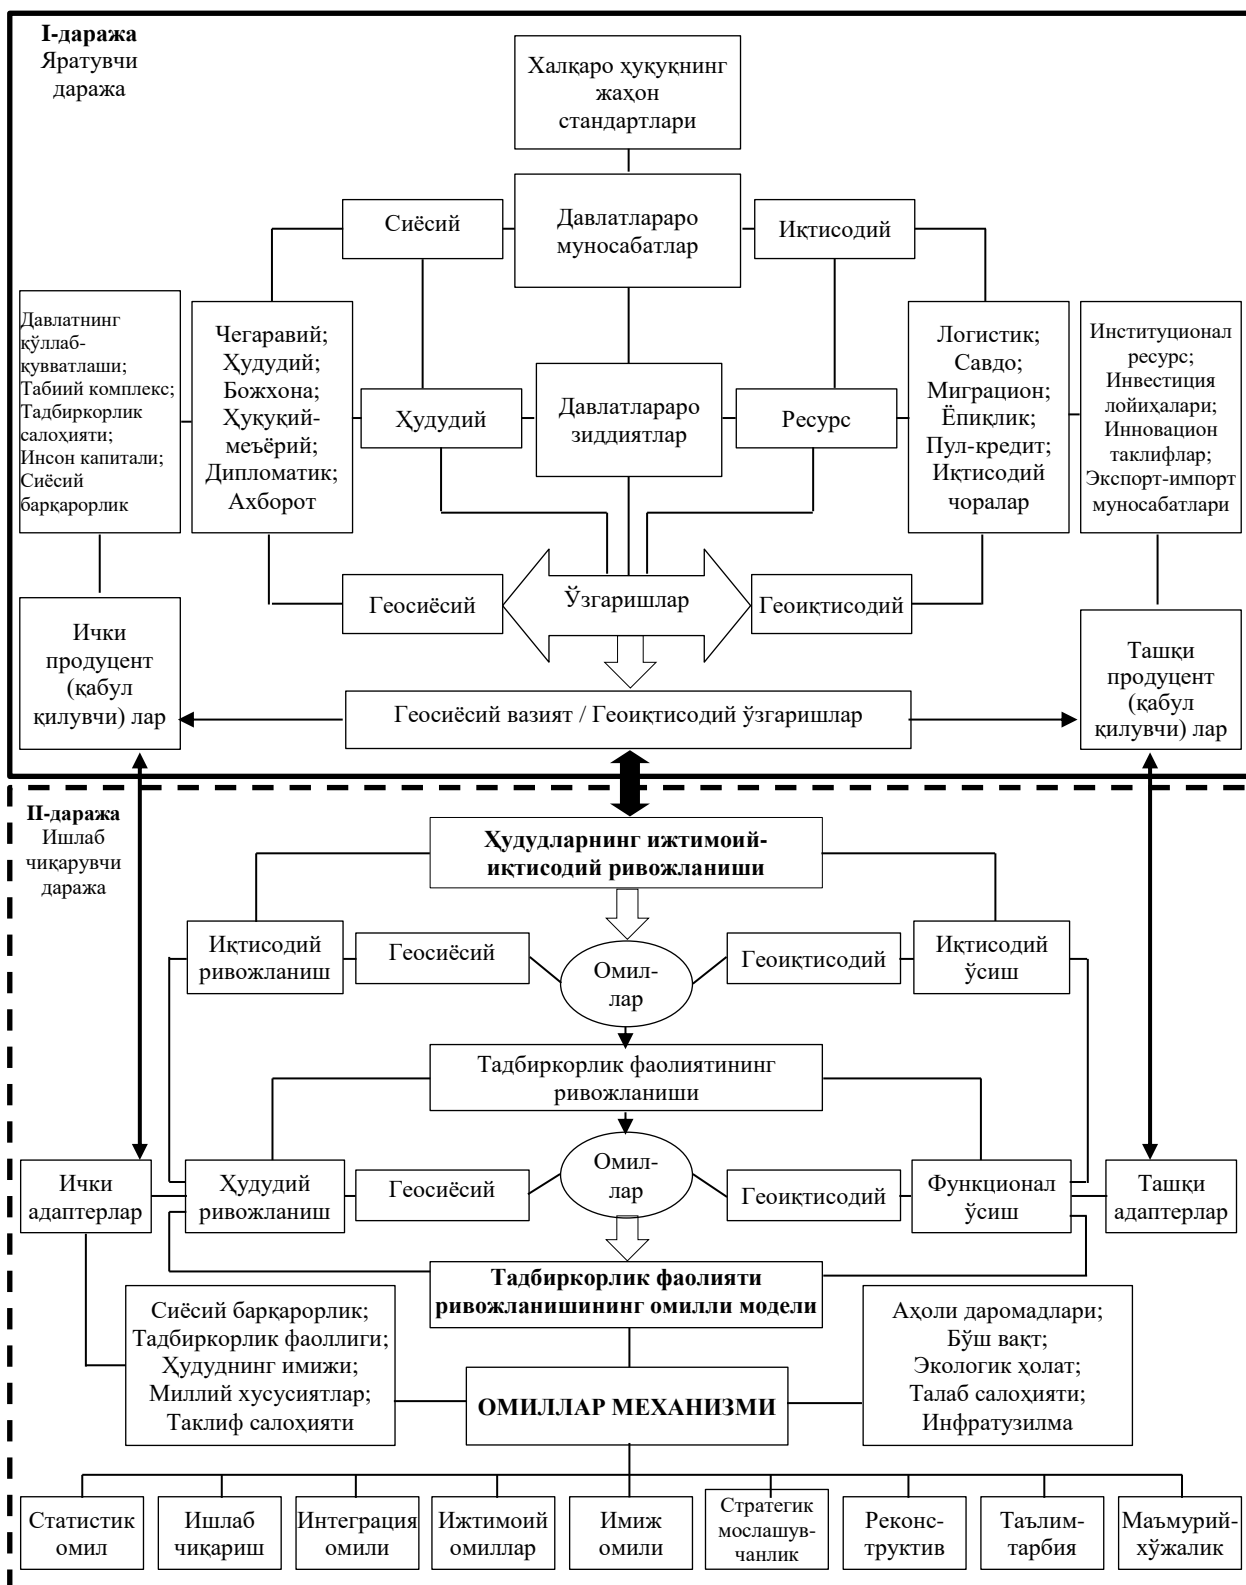 I-даража
Яратувчи
даража
Халқаро ҳуқуқнинг
жаҳон
стандартлари
Сиёсий
Давлатлараро
муносабатлар
Иқтисодий
Давлатнинг
қўллаб-
қувватлаши;
Табиий комплекс;
Тадбиркорлик
салоҳияти;
Инсон капитали;
Сиёсий
барқарорлик
Чегаравий;
Ҳудудий;
Божхона;
Ҳуқуқий-
меъёрий;
Дипломатик;
Ахборот
Ҳудудий
Давлатлараро
зиддиятлар
Ресурс
Логистик;
Савдо;
Миграцион;
Ёпиқлик;
Пул-кредит;
Иқтисодий
чоралар
Институционал
ресурс;
Инвестиция
лойиҳалари;
Инновацион
таклифлар;
Экспорт-импорт
муносабатлари
Геосиёсий
Ўзгаришлар
Геоиқтисодий
Ички
продуцент
(қабул
қилувчи) лар
Геосиёсий вазият / Геоиқтисодий ўзгаришлар
Ташқи
продуцент
(қабул
қилувчи) лар
II-даража
Ишлаб
чиқарувчи
даража
Ҳудудларнинг ижтимоий-
иқтисодий ривожланиши
Иқтисодий
ривожланиш
Геосиёсий
Омил-
лар
Геоиқтисодий
Иқтисодий
ўсиш
Тадбиркорлик фаолиятининг
ривожланиши
Ички
адаптерлар
Ҳудудий
ривожланиш
Геосиёсий
Омил-
лар
Геоиқтисодий
Функционал
ўсиш
Ташқи
адаптерлар
Тадбиркорлик фаолияти
ривожланишининг омилли модели
Сиёсий барқарорлик;
Тадбиркорлик фаоллиги;
Ҳудуднинг имижи;
Миллий хусусиятлар;
Таклиф салоҳияти
ОМИЛЛАР МЕХАНИЗМИ
Аҳоли даромадлари;
Бўш вақт;
Экологик ҳолат;
Талаб салоҳияти;
Инфратузилма
Статистик
омил
Ишлаб
чиқариш
Интеграция
омили
Ижтимоий
омиллар
Имиж
омили
Стратегик
мослашув-
чанлик
Реконс-
труктив
Таълим-
тарбия
Маъмурий-
хўжалик